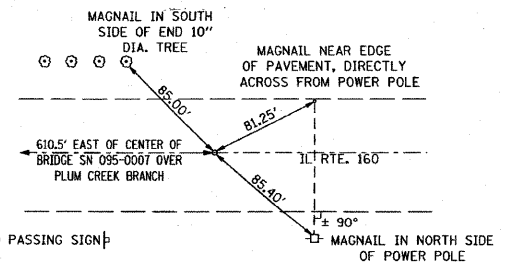 MAGNAIL IN SOUTH
SIDE OF END 10"
DIA. TREE
MAGNAIL NEAR EDGE
OF PAVEMENT, DIRECTLY
ACROSS FROM POWER POLE
85.00'
81.25'
610.5' EAST OF CENTER OF
BRIDGE SN 095-0007 OVER
PLUM CREEK BRANCH
IL RTE. 160
85.40'
± 90°
PASSING SIGN
MAGNAIL IN NORTH SIDE
OF POWER POLE